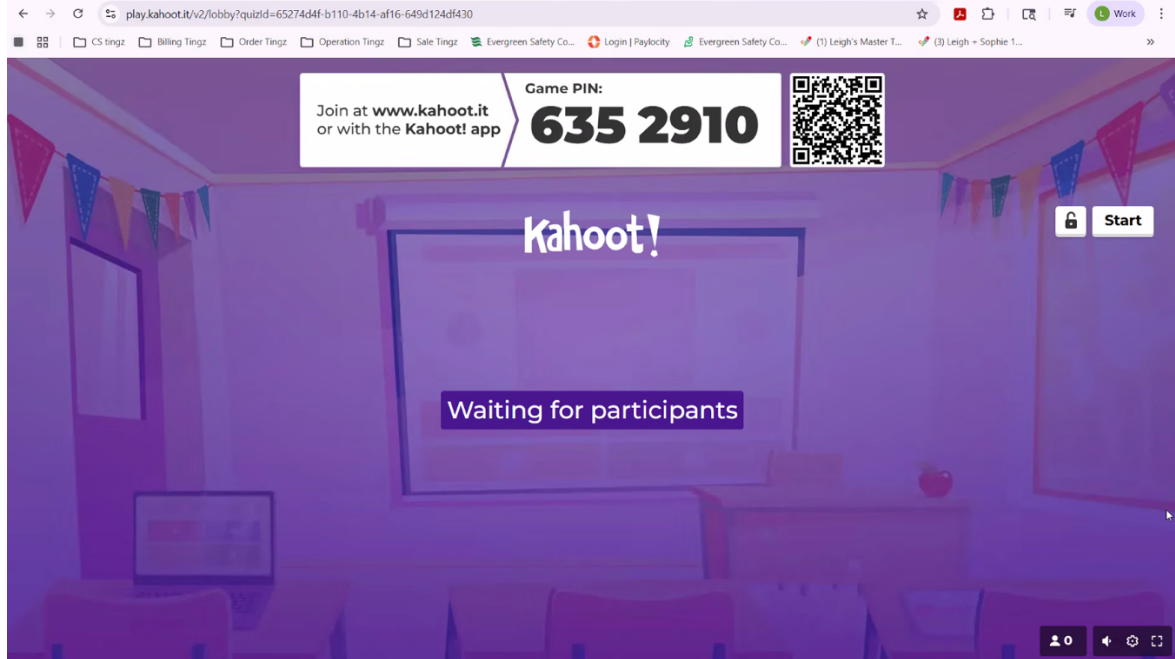 play.kahoot.it/v2/lobby?quizId=65274d4f-b110-4b14-af16-649d124df430
L Work
CS tingz Billing Tingz Order Tingz Operation Tingz Sale Tingz Evergreen Safety Co... Login | Paylocity Evergreen Safety Co... (1) Leigh's Master T... (3) Leigh + Sophie 1... »
Game PIN:
Join at www.kahoot.it
or with the Kahoot! app
635 2910
Start
Kahoot!
Waiting for participants
0